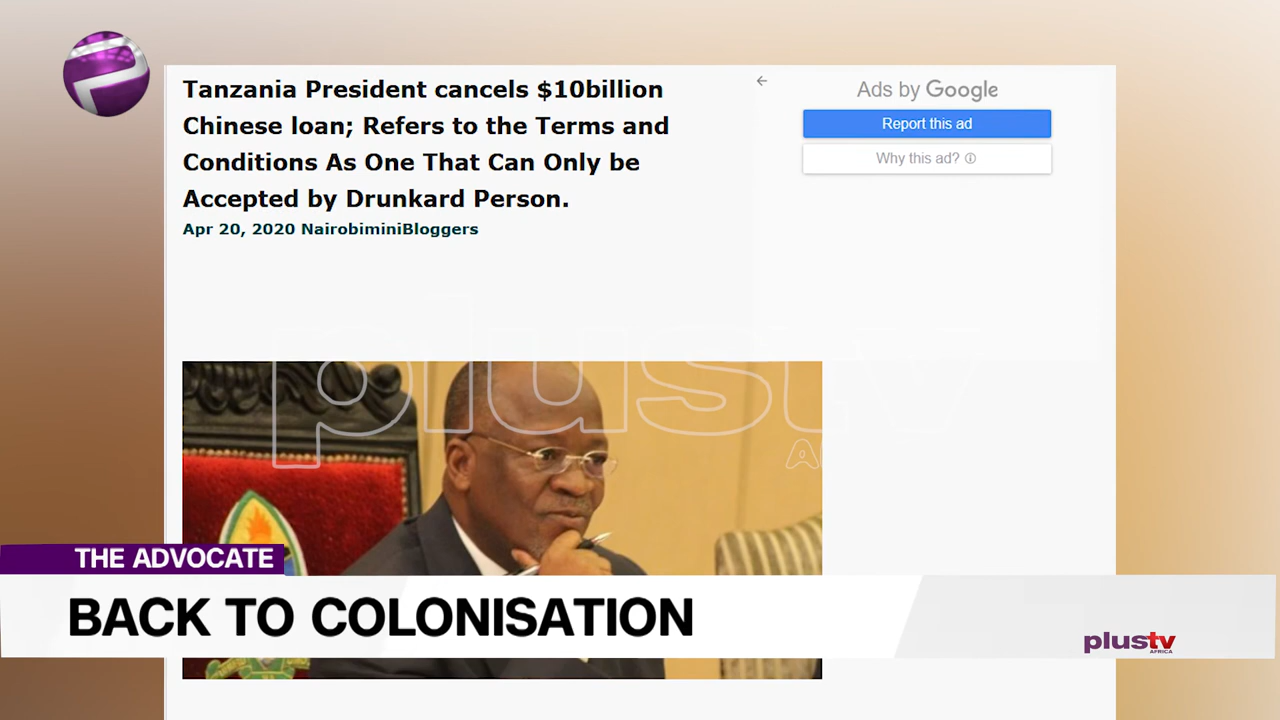 Tanzania President cancels $10billion
Chinese loan; Refers to the Terms and
Conditions As One That Can Only be
Accepted by Drunkard Person.
Apr 20, 2020 NairobiminiBloggers
Ads by Google
Report this ad
Why this ad?
plustv
A
THE ADVOCATE
BACK TO COLONISATION
plustv
AFRICA